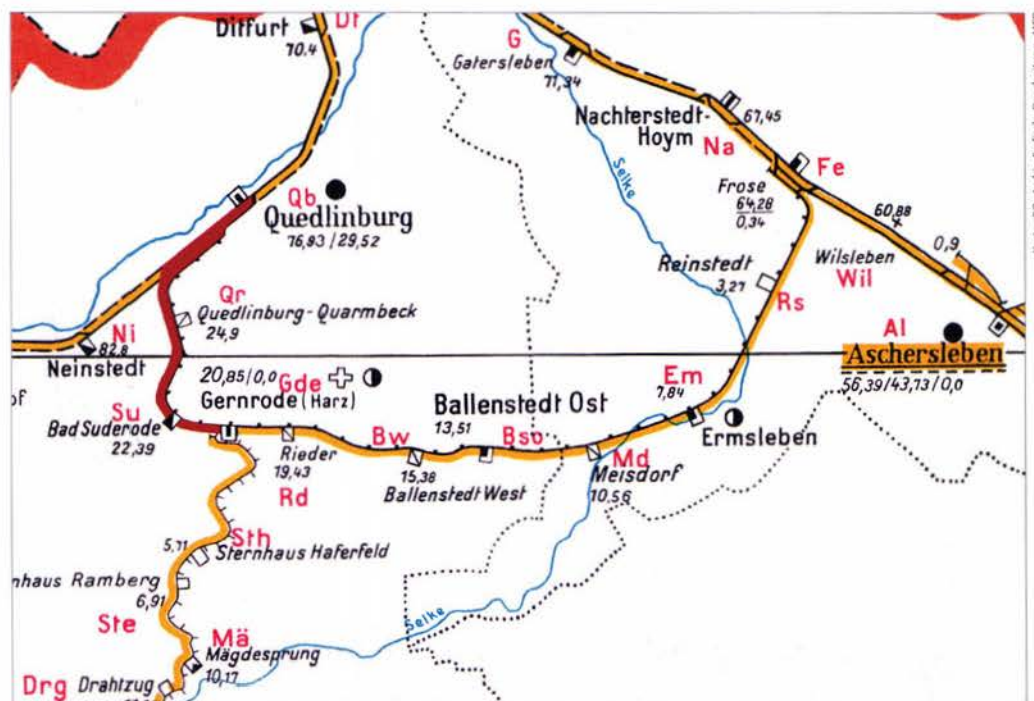 Ditfurt
Df
70.4
G
Gatersleben
71,34
Nachterstedt-
Hoym
67,45
Na
Fe
Selke
Frose
64,28
0,34
60,88
0,9
Qb
Quedlinburg
76,93/29,52
Reinstedt
3,27
Rs
Wilsleben
Wil
Qr
Quedlinburg-Quarmbeck
24,9
Ni
82.8
Neinstedt
Al
Aschersleben
56,39/43,73/0,0
20,85/0,0
Gde
Gernrode (Harz)
Em
7,84
Su
Bad Suderode
22,39
Ballenstedt Ost
13,51
Bw
Bso
Ermsleben
Rieder
19,43
Rd
15,38
Ballenstedt West
Md
Meisdorf
10,56
Sth
5,71
Sternhaus Haferfeld
nhaus Ramberg
6,91
Ste
Selke
Mä
Mägdesprung
10,17
Drg
Drahtzug